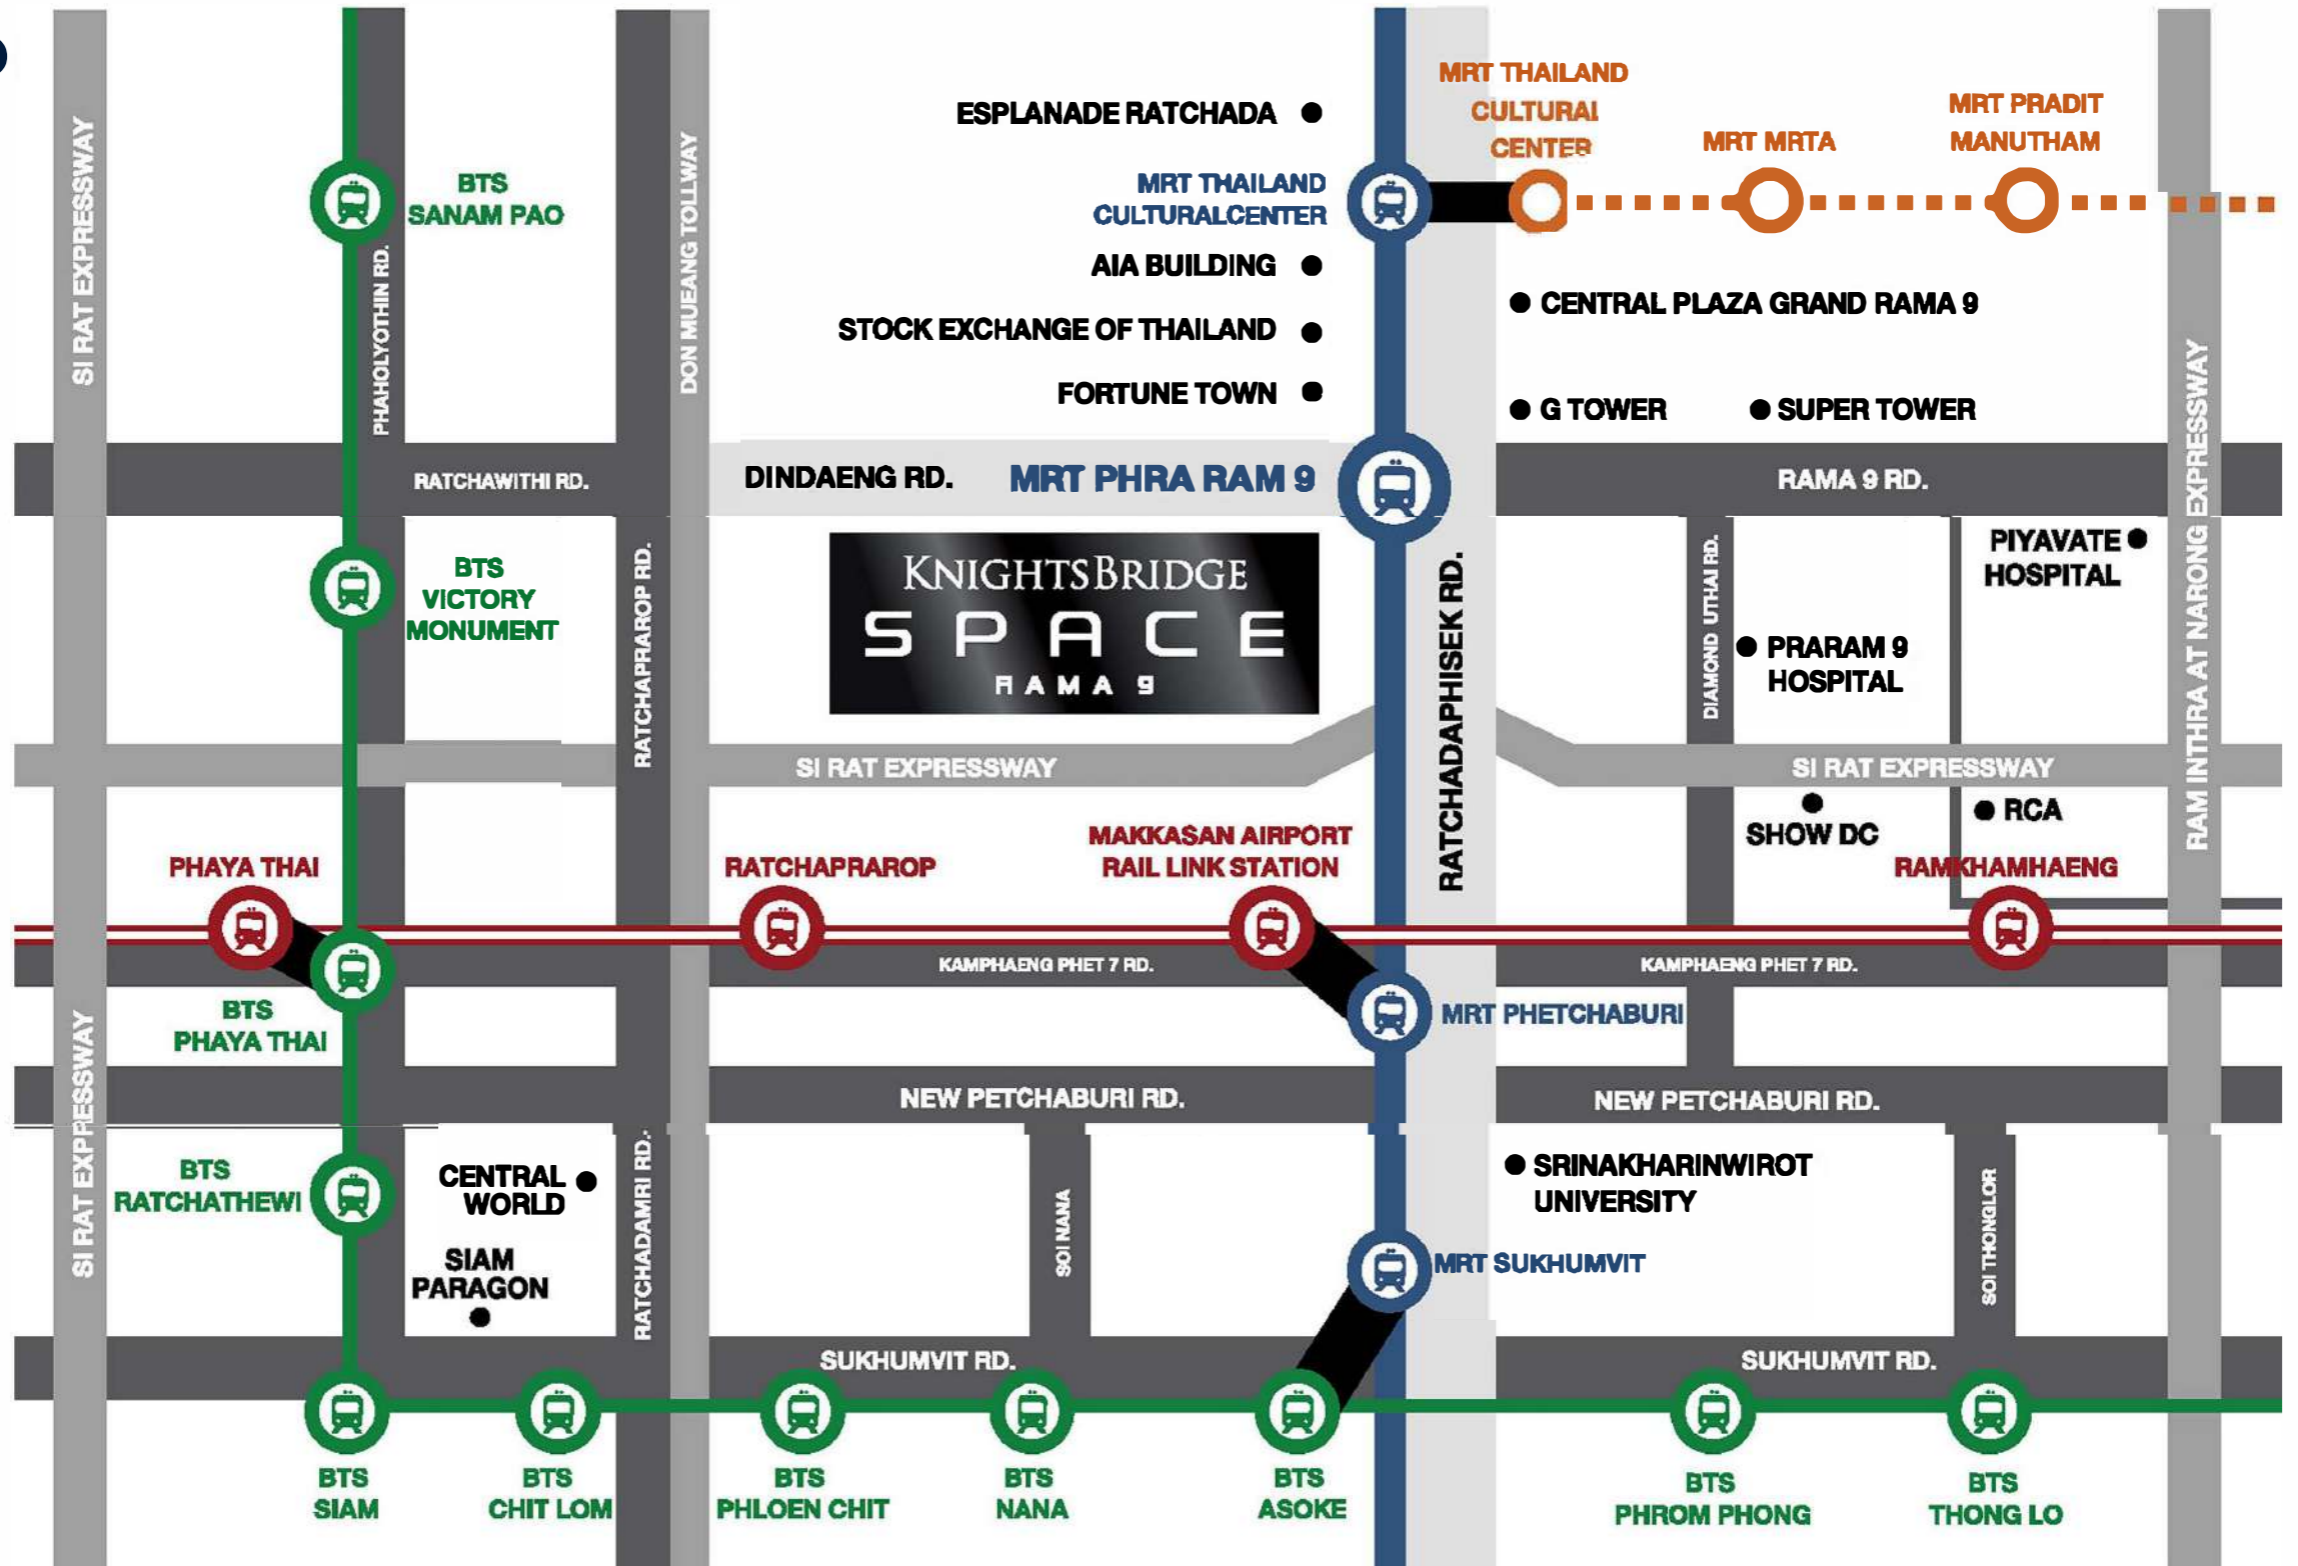 MRT THAILAND
CULTURAL
CENTER
MRT PRADIT
MANUTHAM
MRT MRTA
ESPLANADE RATCHADA
SI RAT EXPRESSWAY
DON MUEANG TOLLWAY
BTS
SANAM PAO
MRT THAILAND
CULTURALCENTER
PHAHOLYOTHIN RD.
AIA BUILDING
CENTRAL PLAZA GRAND RAMA 9
STOCK EXCHANGE OF THAILAND
FORTUNE TOWN
G TOWER
SUPER TOWER
RAM INTHRA AT NARONG EXPRESSWAY
RATCHAWITHI RD.
DINDAENG RD.
MRT PHRA RAM 9
RAMA 9 RD.
BTS
VICTORY
MONUMENT
RATCHAPRAROP RD.
KNIGHTSBRIDGE
SPACE
RAMA 9
RATCHADAPHISEK RD.
DIAMOND UTHAI RD.
PIYAVATE
HOSPITAL
PRARAM 9
HOSPITAL
SI RAT EXPRESSWAY
SI RAT EXPRESSWAY
SHOW DC
RCA
PHAYA THAI
RATCHAPRAROP
MAKKASAN AIRPORT
RAIL LINK STATION
RAMKHAMHAENG
KAMPHAENG PHET 7 RD.
KAMPHAENG PHET 7 RD.
BTS
PHAYA THAI
MRT PHETCHABURI
SI RAT EXPRESSWAY
NEW PETCHABURI RD.
NEW PETCHABURI RD.
BTS
RATCHATHEWI
CENTRAL
WORLD
RATCHADAMRI RD.
SOI NANA
SRINAKHARINWIROT
UNIVERSITY
SOI THONGLOR
SIAM
PARAGON
MRT SUKHUMVIT
SUKHUMVIT RD.
SUKHUMVIT RD.
BTS
SIAM
BTS
CHIT LOM
BTS
PHLOEN CHIT
BTS
NANA
BTS
ASOKE
BTS
PHROM PHONG
BTS
THONG LO